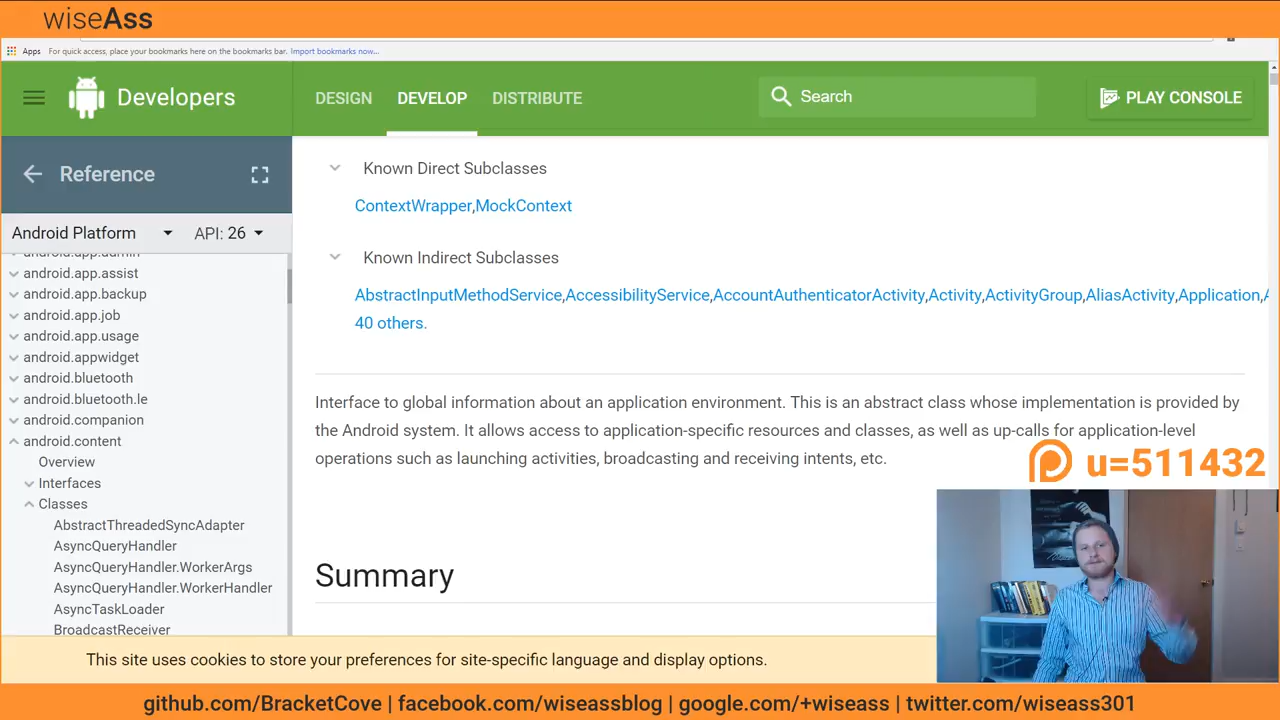 wiseAss
Apps For quick access, place your bookmarks here on the bookmarks bar. Import bookmarks now...
Developers DESIGN DEVELOP DISTRIBUTE Search PLAY CONSOLE
Reference
Android Platform API: 26
android.app.admin
android.app.assist
android.app.backup
android.app.job
android.app.usage
android.appwidget
android.bluetooth
android.bluetooth.le
android.companion
android.content
Overview
Interfaces
Classes
AbstractThreadedSyncAdapter
AsyncQueryHandler
AsyncQueryHandler.WorkerArgs
AsyncQueryHandler.WorkerHandler
AsyncTaskLoader
BroadcastReceiver
Known Direct Subclasses
ContextWrapper,MockContext
Known Indirect Subclasses
AbstractInputMethodService,AccessibilityService,AccountAuthenticatorActivity,Activity,ActivityGroup,AliasActivity,Application,
40 others.
Interface to global information about an application environment. This is an abstract class whose implementation is provided by
the Android system. It allows access to application-specific resources and classes, as well as up-calls for application-level
operations such as launching activities, broadcasting and receiving intents, etc.
u=511432
Summary
This site uses cookies to store your preferences for site-specific language and display options.
github.com/BracketCove | facebook.com/wiseassblog | google.com/+wiseass | twitter.com/wiseass301